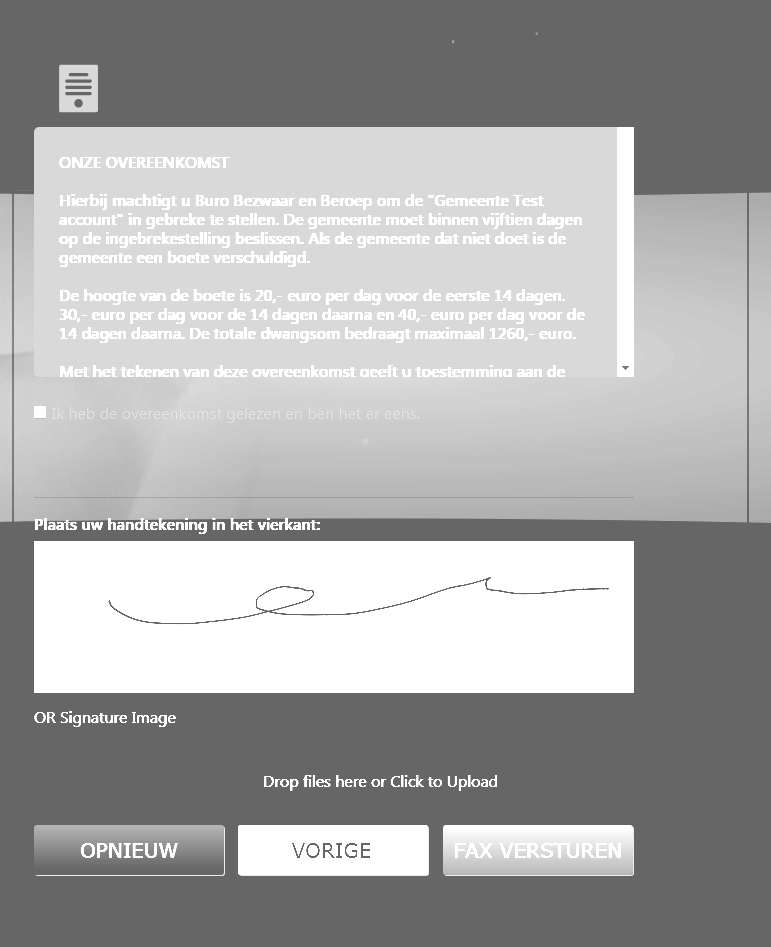 ONZE OVEREENKOMST
Hierbij machtigt u Buro Bezwaar en Beroep om de "Gemeente Test
account" in gebreke te stellen. De gemeente moet binnen vijftien dagen
op de ingebrekestelling beslissen. Als de gemeente dat niet doet is de
gemeente een boete verschuldigd.
De hoogte van de boete is 20,- euro per dag voor de eerste 14 dagen.
30,- euro per dag voor de 14 dagen daarna en 40,- euro per dag voor de
14 dagen daarna. De totale dwangsom bedraagt maximaal 1260,- euro.
Met het tekenen van deze overeenkomst geeft u toestemming aan de
Ik heb de overeenkomst gelezen en ben het er eens.
Plaats uw handtekening in het vierkant:
OR Signature Image
Drop files here or Click to Upload
OPNIEUW
VORIGE
FAX VERSTUREN